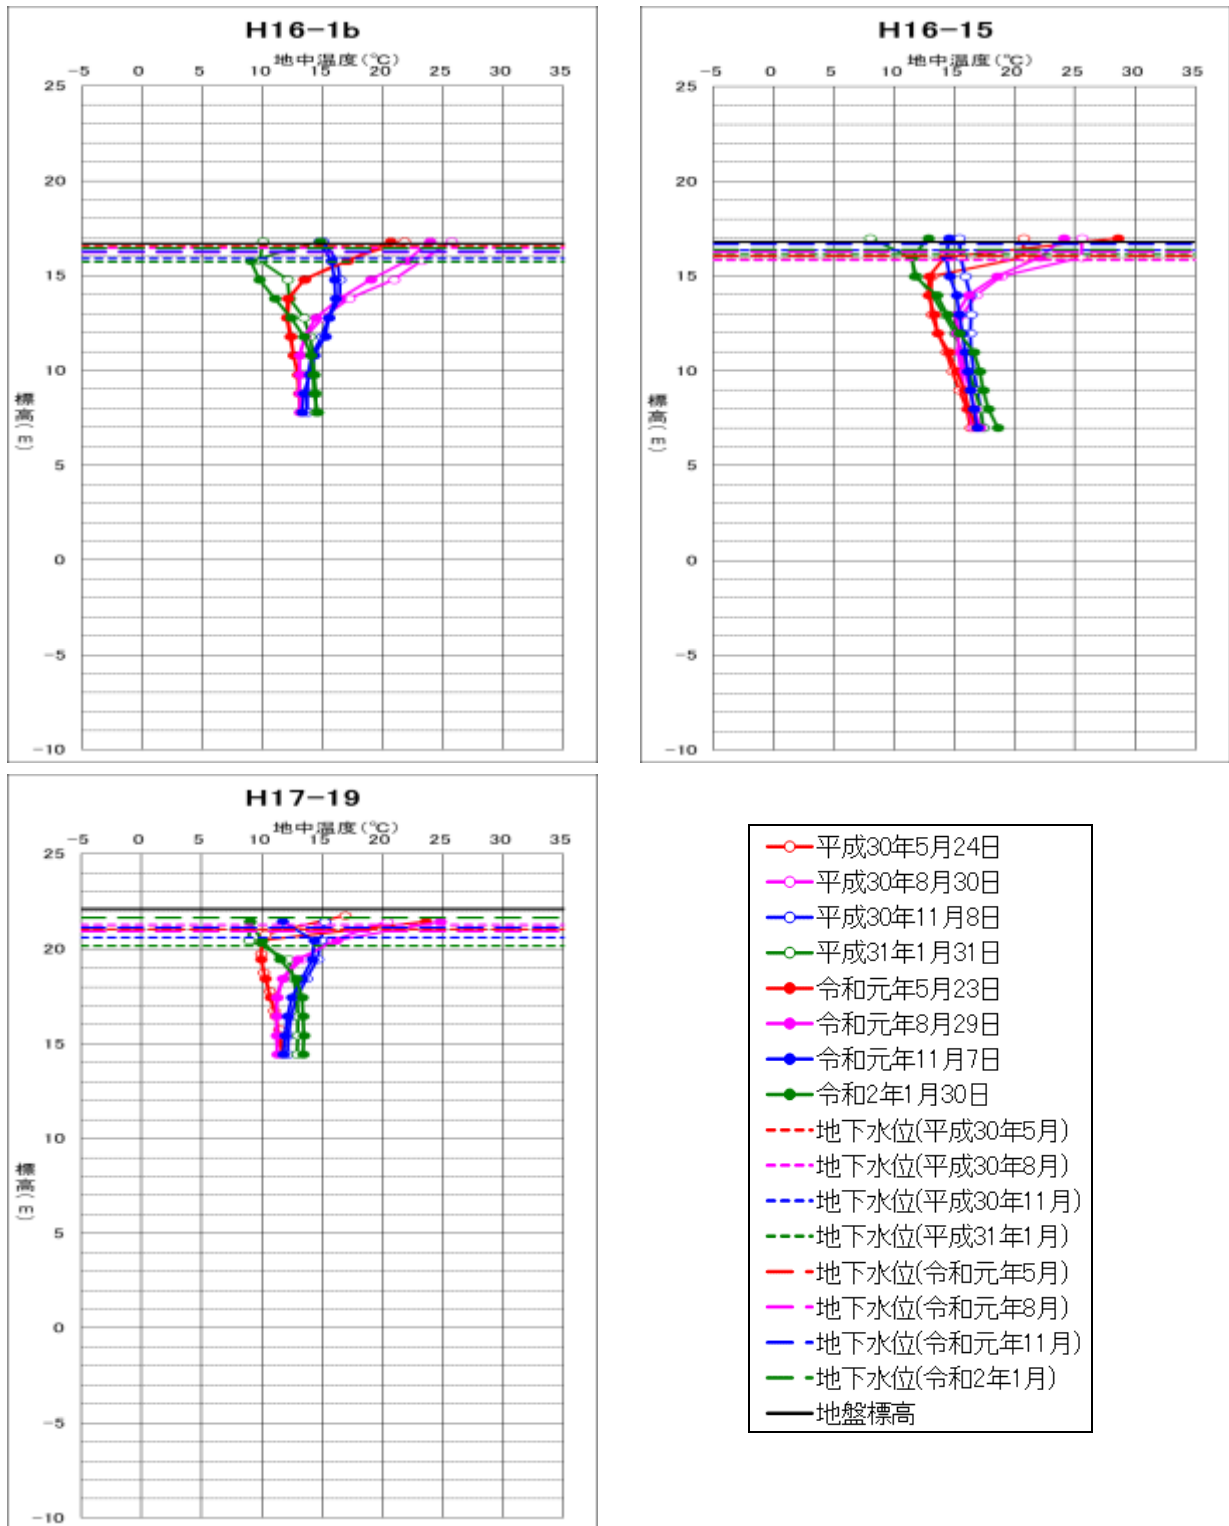 H16-1b
地中温度(℃)
-5 0 5 10 15 20 25 30 35
25
20
15
10
5
0
-5
-10
標高(m)
H16-15
地中温度(℃)
-5 0 5 10 15 20 25 30 35
25
20
15
10
5
0
-5
-10
標高(m)
H17-19
地中温度(℃)
-5 0 5 10 15 20 25 30 35
25
20
15
10
5
0
-5
-10
標高(m)
平成30年5月24日
平成30年8月30日
平成30年11月8日
平成31年1月31日
令和元年5月23日
令和元年8月29日
令和元年11月7日
令和2年1月30日
地下水位(平成30年5月)
地下水位(平成30年8月)
地下水位(平成30年11月)
地下水位(平成31年1月)
地下水位(令和元年5月)
地下水位(令和元年8月)
地下水位(令和元年11月)
地下水位(令和2年1月)
地盤標高